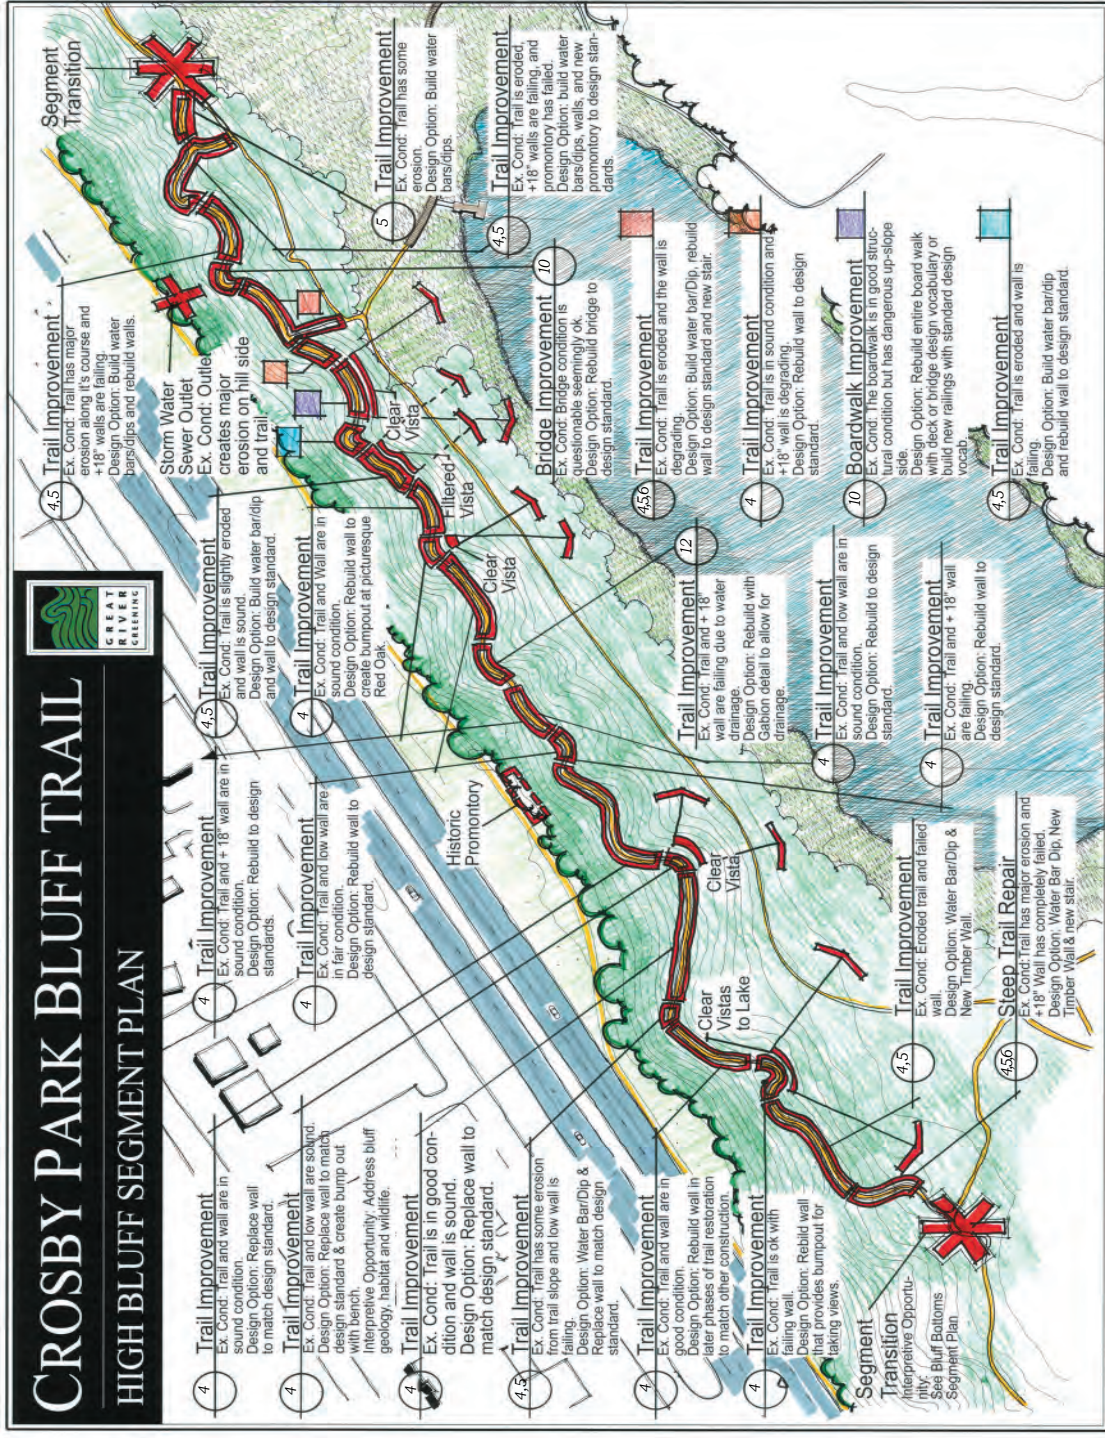 CROSBY PARK BLUFF TRAIL
HIGH BLUFF SEGMENT PLAN
GREAT
RIVER
GREENING
4
Trail Improvement
Ex. Cond: Trail and wall are in
sound condition.
Design Option: Replace wall
to match design standard.
4
Trail Improvement
Ex. Cond: Trail and low wall are sound.
Design Option: Replace wall to match
design standard & create bump out
with bench.
Interpretive Opportunity: Address bluff
geology, habitat and wildlife.
4
Trail Improvement
Ex. Cond: Trail is in good con-
dition and wall is sound.
Design Option: Replace wall to
match design standard.
4,5
Trail Improvement
Ex. Cond: Trail has some erosion
from trail slope and low wall is
failing.
Design Option: Water Bar/Dip &
Replace wall to match design
standard.
4
Trail Improvement
Ex. Cond: Trail and wall are in
good condition.
Design Option: Rebuild wall in
later phases of trail restoration
to match other construction.
4
Trail Improvement
Ex. Cond: Trail is ok with
failing wall.
Design Option: Rebild wall
that provides bumpout for
taking views.
Segment
Transition
Interpretive Opportu-
nity:
See Bluff Bottoms
Segment Plan
4
Trail Improvement
Ex. Cond: Trail and + 18" wall are in
sound condition.
Design Option: Rebuild to design
standards.
4
Trail Improvement
Ex. Cond: Trail and low wall are
in fair condition.
Design Option: Rebuild wall to
design standard.
Historic
Promontory
Clear
Vistas
to Lake
Clear
Vista
4,5
Trail Improvement
Ex. Cond: Eroded trail and failed
wall.
Design Option: Water Bar/Dip &
New Timber Wall.
4,5,6
Steep Trail Repair
Ex. Cond: Trail has major erosion and
+18" Wall has completely failed.
Design Option: Water Bar Dip, New
Timber Wall & new stair.
4,5
Trail Improvement
Ex. Cond: Trail is slightly eroded
and wall is sound.
Design Option: Build water bar/dip
and wall to design standard.
4
Trail Improvement
Ex. Cond: Trail and Wall are in
sound condition.
Design Option: Rebuild wall to
create bumpout at picturesque
Red Oak.
Clear
Vista
12
Trail Improvement
Ex. Cond: Trail and + 18"
wall are failing due to water
drainage.
Design Option: Rebuild with
Gabion detail to allow for
drainage.
4
Trail Improvement
Ex. Cond: Trail and low wall are in
sound condition.
Design Option: Rebuild to design
standard.
4
Trail Improvement
Ex. Cond: Trail and + 18" wall
are failing.
Design Option: Rebuild wall to
design standard.
4,5
Trail Improvement
Ex. Cond: Trail has major
erosion along it's course and
+18" walls are failing.
Design Option: Build water
bars/dips and rebuild walls.
Storm Water
Sewer Outlet
Ex. Cond: Outlet
creates major
erosion on hill side
and trail
Clear
Vista
Filtered
Vista
10
Bridge Improvement
Ex. Cond: Bridge condition is
questionable seemingly ok.
Design Option: Rebuild bridge to
design standard.
4,5,6
Trail Improvement
Ex. Cond: Trail is eroded and the wall is
degrading.
Design Option: Build water bar/Dip, rebuild
wall to design standard and new stair.
4
Trail Improvement
Ex. Cond: Trail is in sound condition and
+18" wall is degrading.
Design Option: Rebuild wall to design
standard.
10
Boardwalk Improvement
Ex. Cond: The boardwalk is in good struc-
tural condition but has dangerous up-slope
side.
Design Option: Rebuild entire board walk
with deck or bridge design vocabulary or
build new railings with standard design
vocab.
4,5
Trail Improvement
Ex. Cond: Trail is eroded and wall is
failing.
Design Option: Build water bar/dip
and rebuild wall to design standard.
Segment
Transition
5
Trail Improvement
Ex. Cond: Trail has some
erosion.
Design Option: Build water
bars/dips.
4,5
Trail Improvement
Ex. Cond: Trail is eroded,
+18" walls are failing, and
promontory has failed.
Design Option: build water
bars/dips, walls, and new
promontory to design stan-
dards.